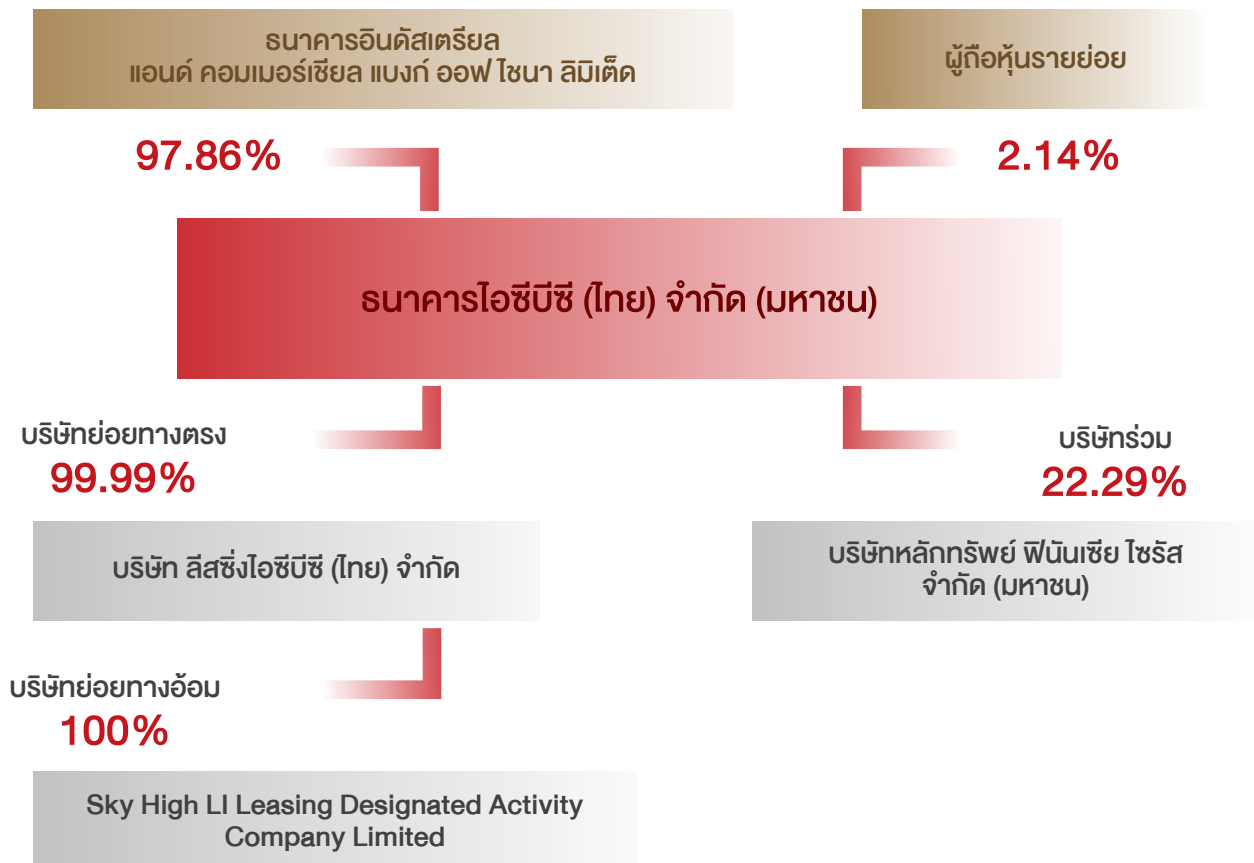 ธนาคารอินดัสเตรียล
แอนด์ คอมเมอร์เชียล แบงก์ ออฟ ไชนา ลิมิเต็ด
ผู้ถือหุ้นรายย่อย
97.86%
2.14%
ธนาคารไอซีบีซี (ไทย) จำกัด (มหาชน)
บริษัทย่อยทางตรง
99.99%
บริษัทร่วม
22.29%
บริษัท ลีสซิ่งไอซีบีซี (ไทย) จำกัด
บริษัทหลักทรัพย์ ฟินันเซีย ไซรัส
จำกัด (มหาชน)
บริษัทย่อยทางอ้อม
100%
Sky High LI Leasing Designated Activity
Company Limited